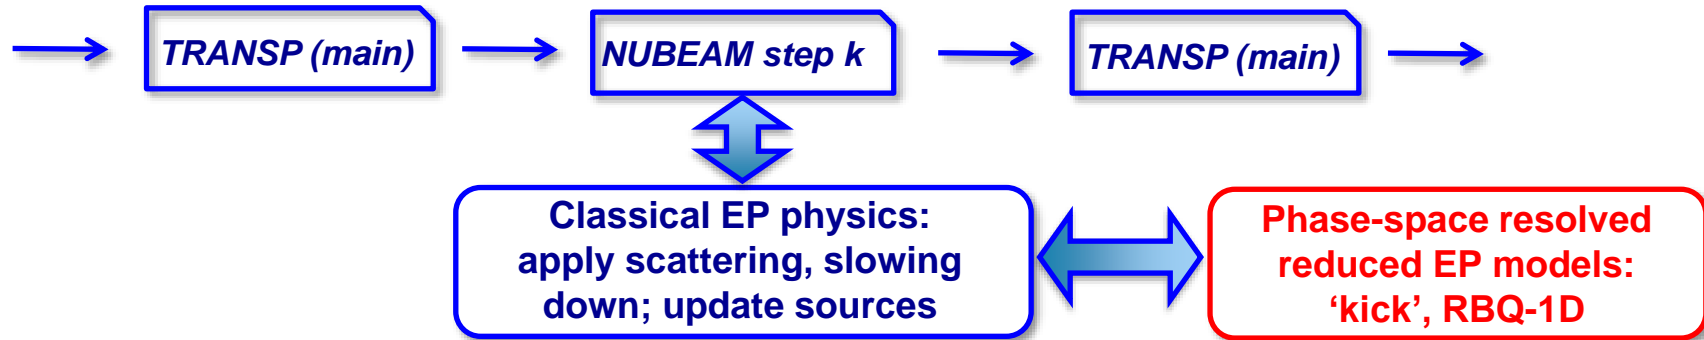 TRANSP (main)
NUBEAM step k
TRANSP (main)
Classical EP physics:
apply scattering, slowing
down; update sources
Phase-space resolved
reduced EP models:
‘kick’, RBQ-1D